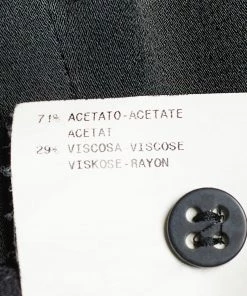 71% ACETATO-ACETATE
ACETAT
29% VISCOSA-VISCOSE
VISKOSE-RAYON